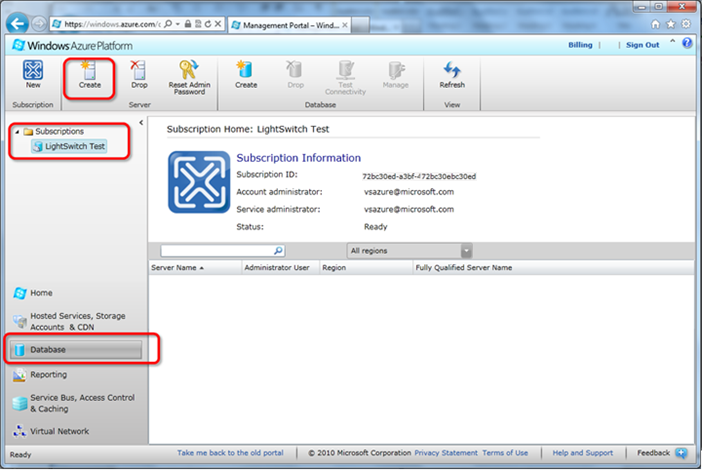 https://windows.azure.com/c
Management Portal – Wind...
Windows Azure Platform
Billing | | Sign Out
New
Create
Drop
Reset Admin
Password
Create
Drop
Test
Connectivity
Manage
Refresh
Subscription
Server
Database
View
Subscriptions
LightSwitch Test
Subscription Home: LightSwitch Test
Subscription Information
Subscription ID: 72bc30ed-a3bf-472bc30ebc30ed
Account administrator: vsazure@microsoft.com
Service administrator: vsazure@microsoft.com
Status: Ready
All regions
Server Name Administrator User Region Fully Qualified Server Name
Home
Hosted Services, Storage
Accounts & CDN
Database
Reporting
Service Bus, Access Control
& Caching
Virtual Network
Ready
Take me back to the old portal | © 2010 Microsoft Corporation Privacy Statement Terms of Use | Help and Support | Feedback